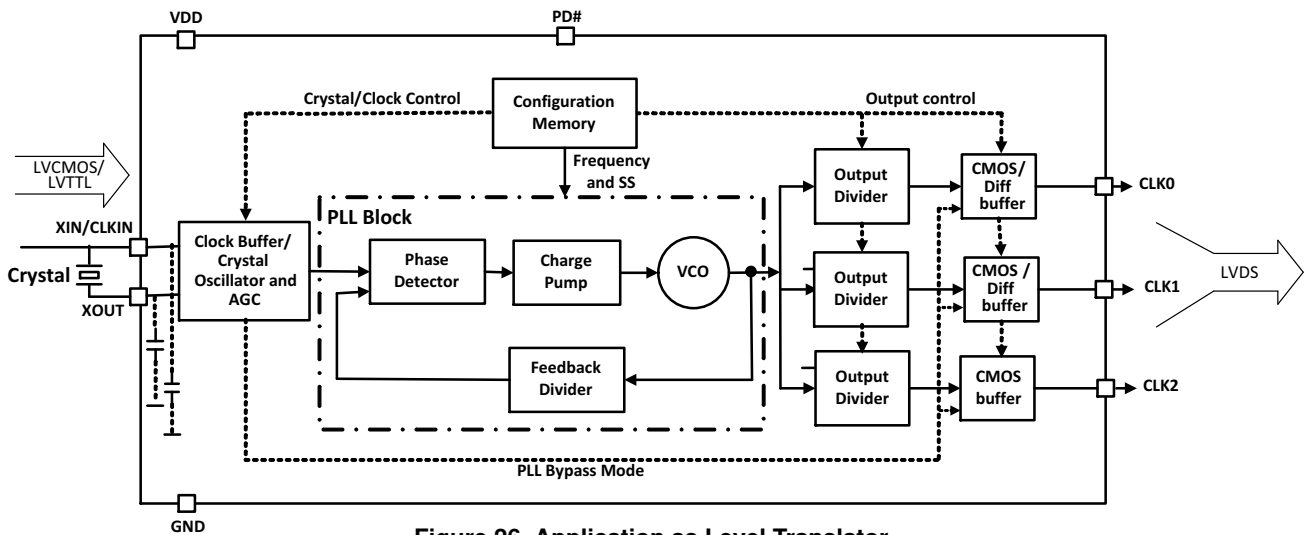 VDD
PD#
Crystal/Clock Control
Configuration
Memory
Output control
LVCMOS/
LVTTL
Frequency
and SS
Output
Divider
CMOS/
Diff
buffer
CLK0
XIN/CLKIN
PLL Block
Clock Buffer/
Crystal
Oscillator and
AGC
Phase
Detector
Charge
Pump
VCO
Output
Divider
CMOS /
Diff
buffer
CLK1
LVDS
Crystal
XOUT
Feedback
Divider
Output
Divider
CMOS
buffer
CLK2
PLL Bypass Mode
GND
Figure 26. Application as Level Translator